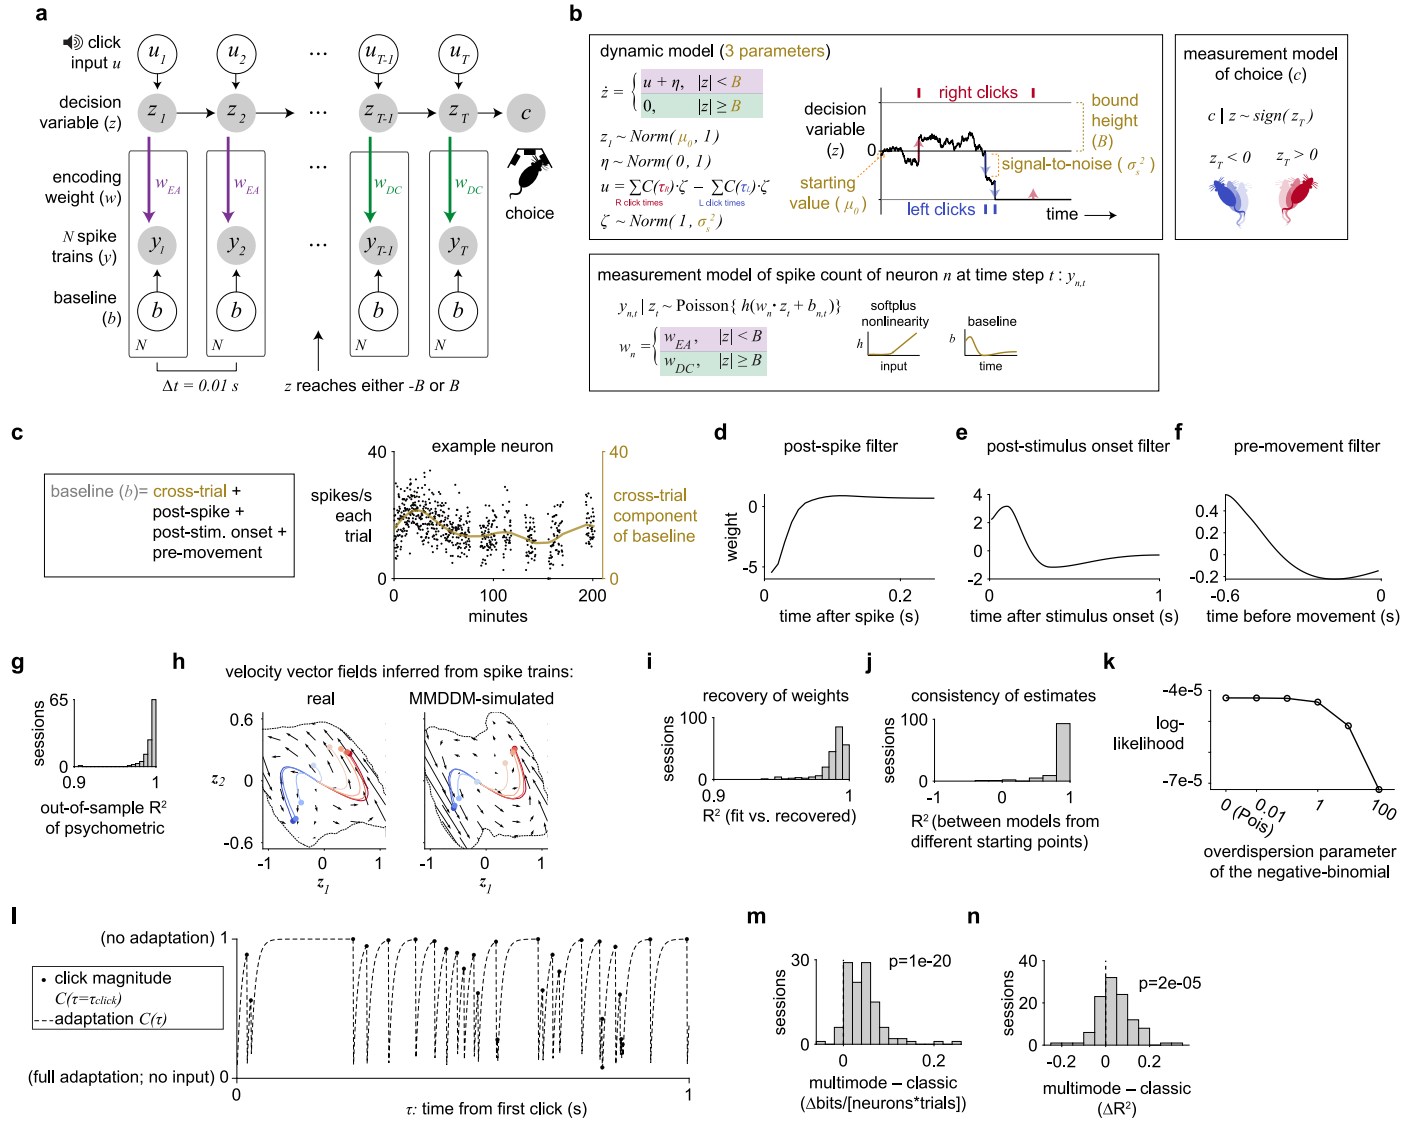 a
click
input u
u1
u2
...
uT-1
uT
decision
variable (z)
z1
z2
...
zT-1
zT
c
encoding
weight (w)
wEA
wEA
...
wDC
wDC
choice
N spike
trains (y)
y1
y2
...
yT-1
yT
baseline
(b)
b
b
...
b
b
N
N
N
N
Δt = 0.01 s
z reaches either -B or B
b
dynamic model (3 parameters)
ż = { u + η, |z| < B
0, |z| ≥ B
z1 ~ Norm( μ0 , 1)
η ~ Norm( 0, 1)
u = ∑C(τR)·ζ − ∑C(τL)·ζ
R click times
L click times
ζ ~ Norm( 1, σs²)
right clicks
decision
variable
(z)
0
bound
height
(B)
signal-to-noise ( σs² )
starting
value ( μ0 )
left clicks
time
measurement model
of choice (c)
c | z ~ sign( zT )
zT < 0
zT > 0
measurement model of spike count of neuron n at time step t : yn,t
yn,t | zt ~ Poisson{ h(wn · zt + bn,t)}
wn = { wEA , |z| < B
wDC , |z| ≥ B
softplus
nonlinearity
h
input
baseline
b
time
c
baseline (b)= cross-trial +
post-spike +
post-stim. onset +
pre-movement
example neuron
40
40
spikes/s
each
trial
cross-trial
component
of baseline
0
0
0
100
200
minutes
d
post-spike filter
weight
0
-5
0
0.2
time after spike (s)
e
post-stimulus onset filter
4
2
0
-2
0
1
time after stimulus onset (s)
f
pre-movement filter
0.4
0.2
0
-0.2
-0.6
0
time before movement (s)
g
65
sessions
0
0.9
1
out-of-sample R²
of psychometric
h
velocity vector fields inferred from spike trains:
real
MMDDM-simulated
0.6
z2
0
-0.6
-1
0
1
z1
-1
0
1
z1
i
recovery of weights
100
sessions
0
0.9
1
R² (fit vs. recovered)
j
consistency of estimates
100
sessions
0
-1
0
1
R² (between models from
different starting points)
k
-4e-5
log-
likelihood
-7e-5
0
(Pois)
0.01
1
100
overdispersion parameter
of the negative-binomial
l
(no adaptation) 1
click magnitude
C(τ=τclick)
adaptation C(τ)
(full adaptation; no input) 0
0
1
τ: time from first click (s)
m
30
p=1e-20
sessions
0
0
0.2
multimode – classic
(Δbits/[neurons*trials])
n
40
p=2e-05
20
sessions
0
-0.2
0
0.2
multimode – classic
(ΔR²)